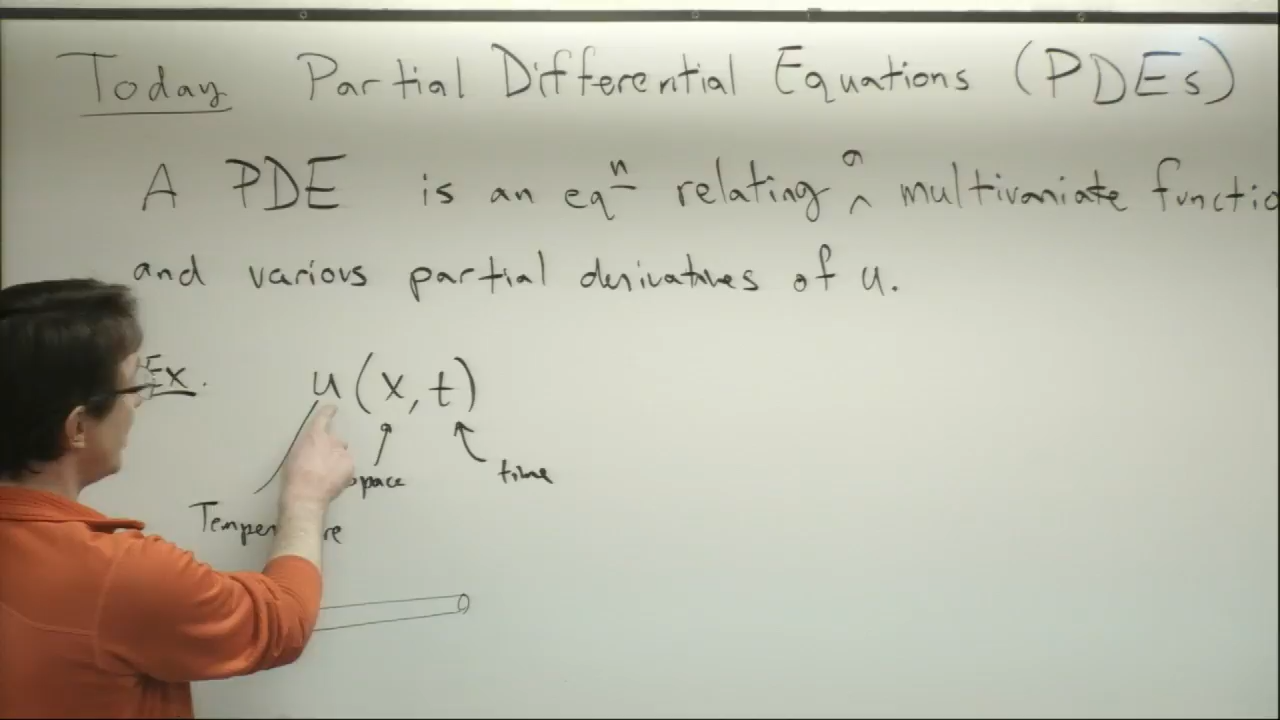 Today Partial Differential Equations (PDEs)
A PDE is an eqⁿ relating a multivariate functio
and various partial derivatives of u.
Ex. u(x,t)
space time
Temper re